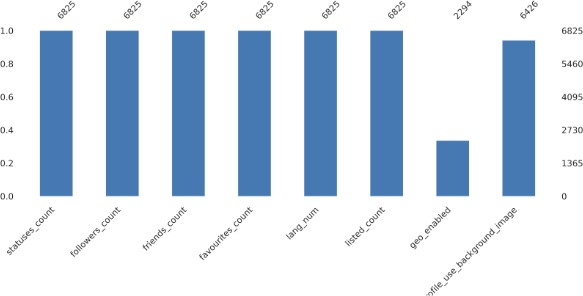 6825 6825 6825 6825 6825 6825 2294 6426
1.0 6825
0.8 5460
0.6 4095
0.4 2730
0.2 1365
0.0 0
statuses_count
followers_count
friends_count
favourites_count
lang_num
listed_count
geo_enabled
ofile_use_background_image